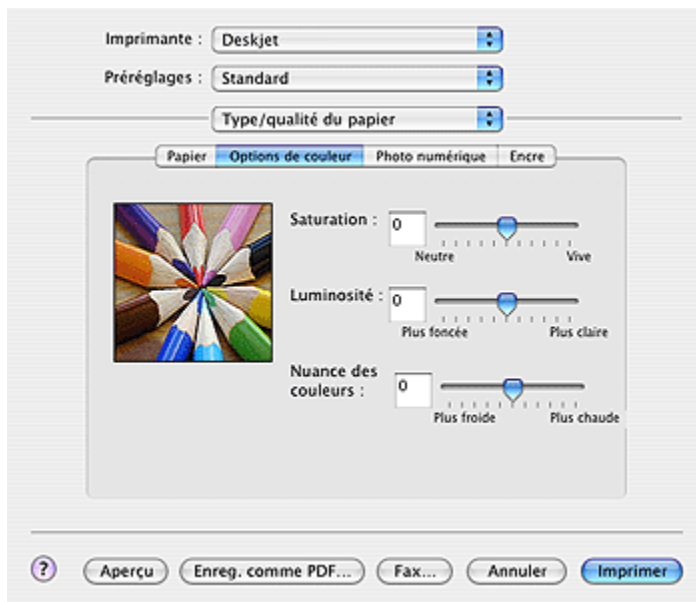 Imprimante : Deskjet
Préréglages : Standard
Type/qualité du papier
Papier Options de couleur Photo numérique Encre
Saturation : 0
Neutre Vive
Luminosité : 0
Plus foncée Plus claire
Nuance des
couleurs : 0
Plus froide Plus chaude
? Aperçu Enreg. comme PDF... Fax... Annuler Imprimer